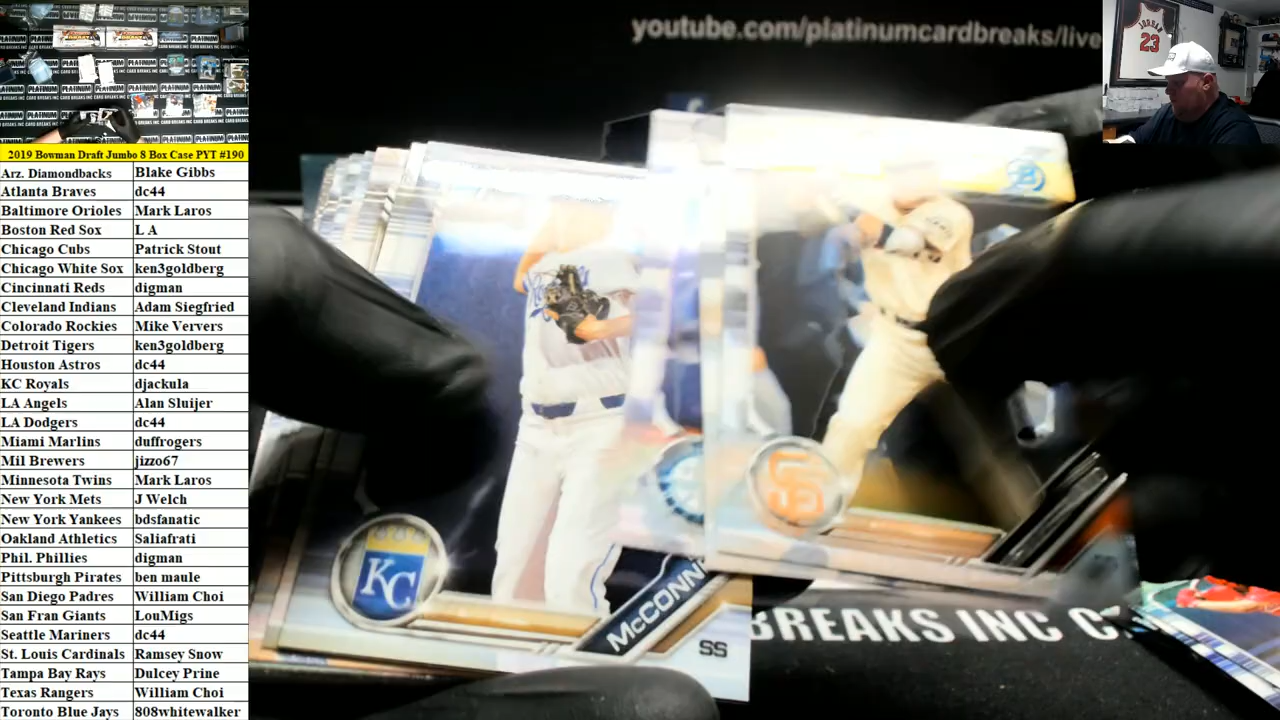 youtube.com/platinumcardbreaks/live
JORDAN
23
2019 Bowman Draft Jumbo 8 Box Case PYT #190
Arz. Diamondbacks Blake Gibbs
Atlanta Braves dc44
Baltimore Orioles Mark Laros
Boston Red Sox L A
Chicago Cubs Patrick Stout
Chicago White Sox ken3goldberg
Cincinnati Reds digman
Cleveland Indians Adam Siegfried
Colorado Rockies Mike Ververs
Detroit Tigers ken3goldberg
Houston Astros dc44
KC Royals djackula
LA Angels Alan Sluijer
LA Dodgers dc44
Miami Marlins duffrogers
Mil Brewers jizzo67
Minnesota Twins Mark Laros
New York Mets J Welch
New York Yankees bdsfanatic
Oakland Athletics Saliafrati
Phil. Phillies digman
Pittsburgh Pirates ben maule
San Diego Padres William Choi
San Fran Giants LouMigs
Seattle Mariners dc44
St. Louis Cardinals Ramsey Snow
Tampa Bay Rays Dulcey Prine
Texas Rangers William Choi
Toronto Blue Jays 808whitewalker
B
SF
KC
McCONN
SS
BREAKS INC C